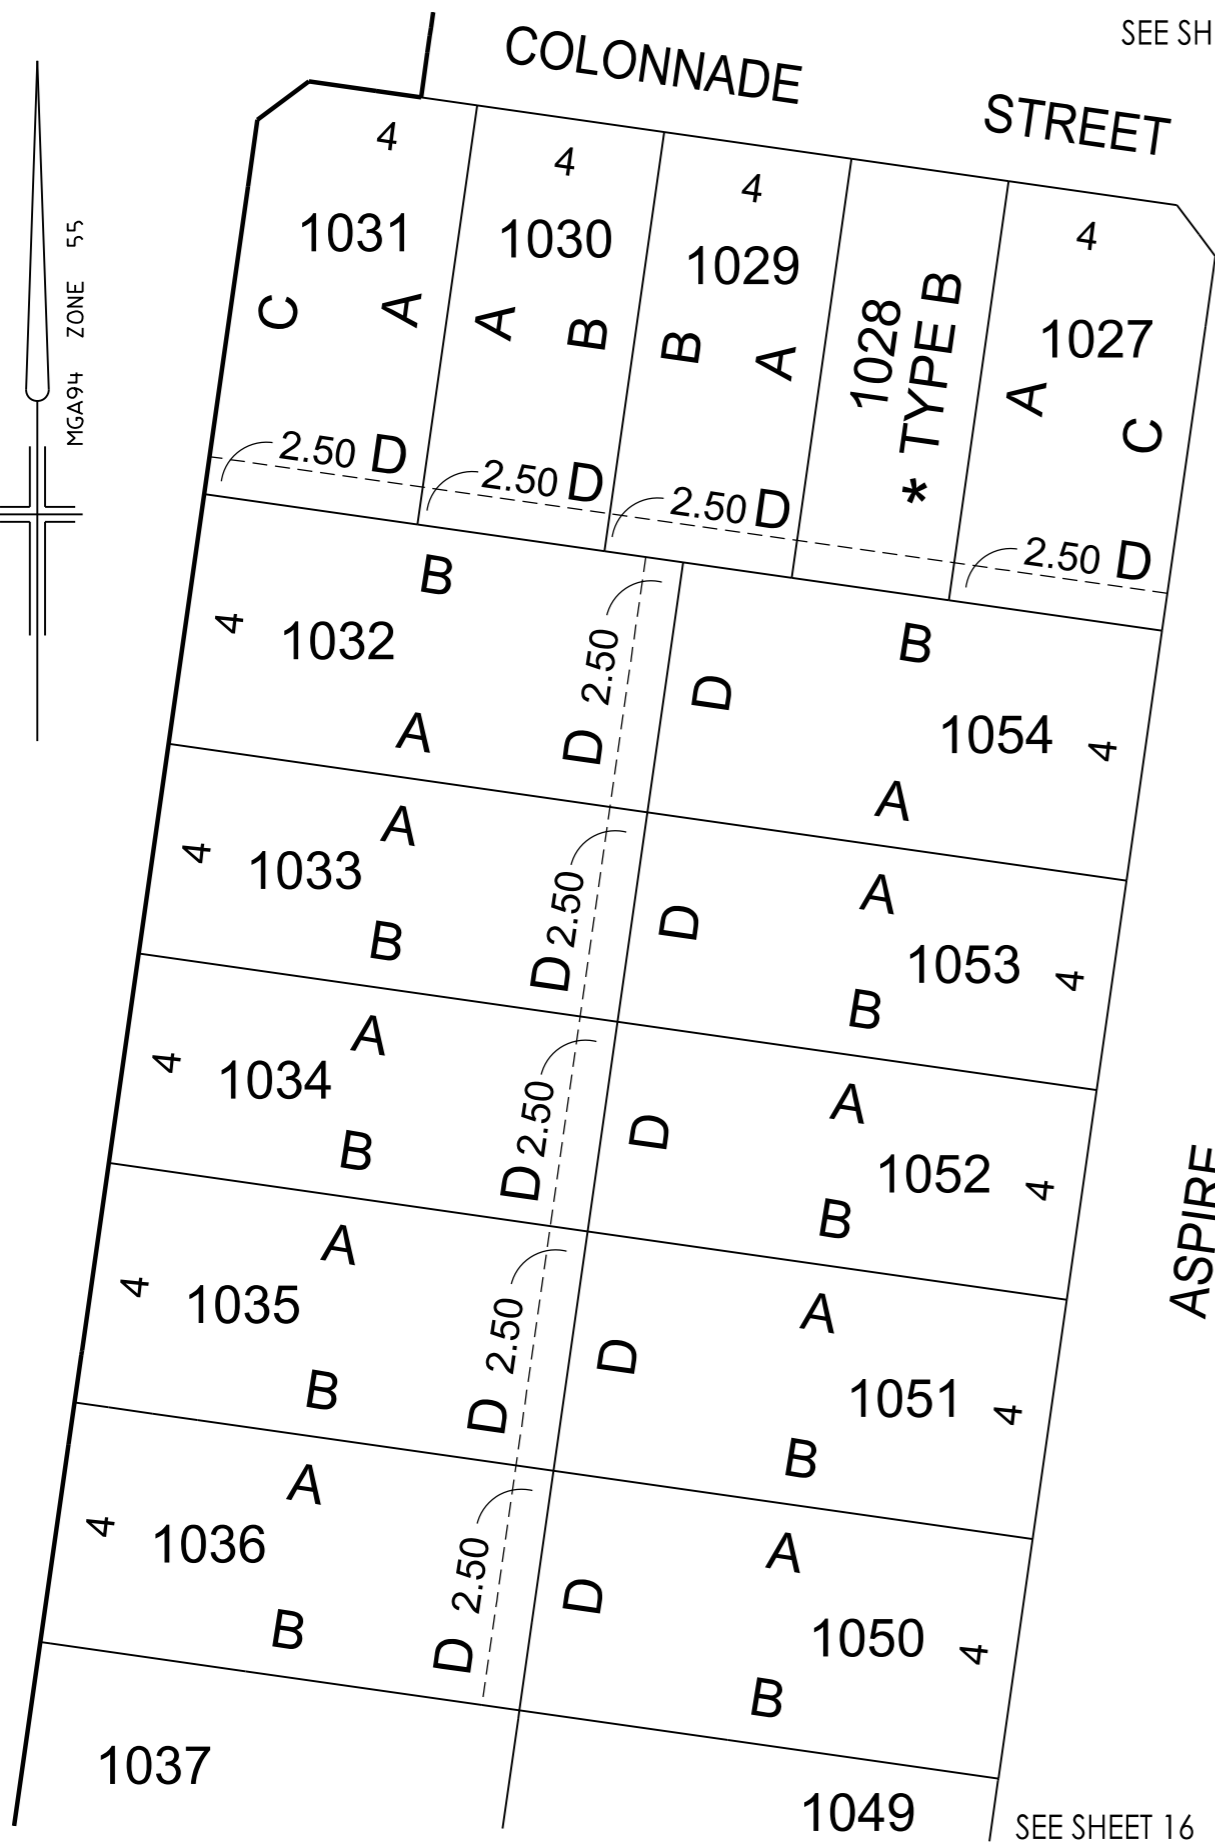 SEE SH
COLONNADE STREET
MGA94 ZONE 55
4
1031
C A
2.50 D
4
1030
A B
2.50 D
4
1029
B A
2.50 D
1028
* TYPE B
4
1027
A C
2.50 D
B
4 1032
A
D 2.50
B
D
1054 4
A
A
4 1033
B
D 2.50
A
D
1053 4
B
A
4 1034
B
D 2.50
A
D
1052 4
B
ASPIRE
A
4 1035
B
D 2.50
A
D
1051 4
B
A
4 1036
B
D 2.50
A
D
1050 4
B
1037
1049
SEE SHEET 16